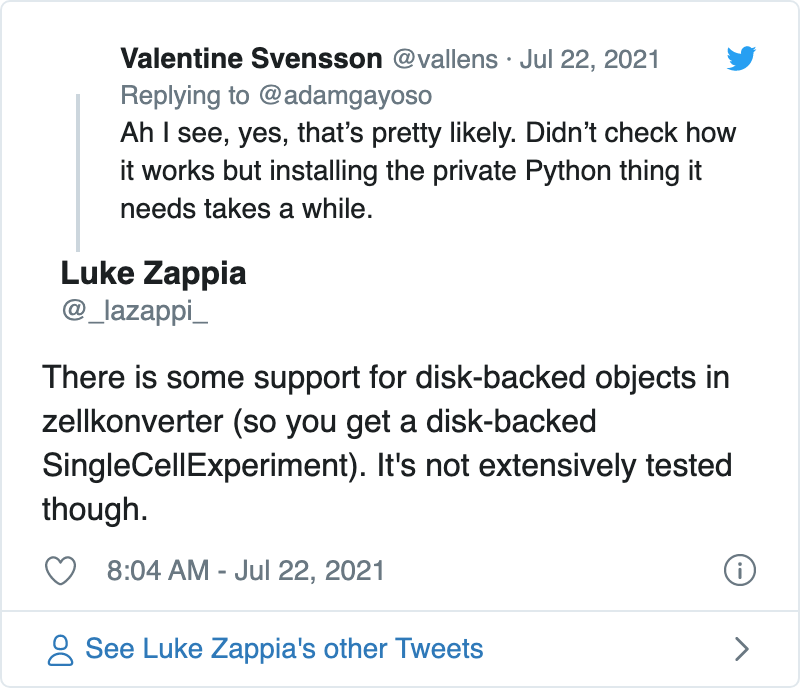 Valentine Svensson @vallens · Jul 22, 2021
Replying to @adamgayoso
Ah I see, yes, that’s pretty likely. Didn’t check how
it works but installing the private Python thing it
needs takes a while.
Luke Zappia
@_lazappi_
There is some support for disk-backed objects in
zellkonverter (so you get a disk-backed
SingleCellExperiment). It's not extensively tested
though.
8:04 AM - Jul 22, 2021
See Luke Zappia's other Tweets